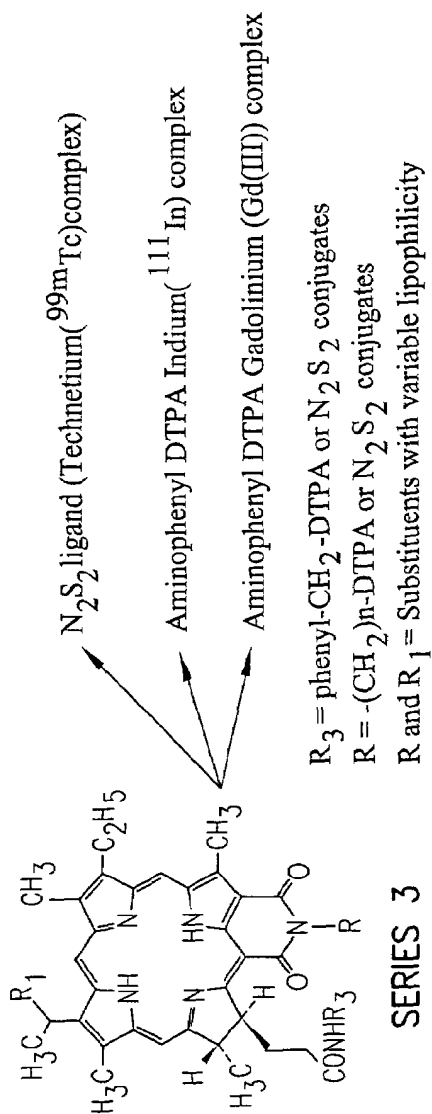 N2S2 ligand (Technetium(99mTc)complex)
Aminophenyl DTPA Indium(111In) complex
Aminophenyl DTPA Gadolinium (Gd(III)) complex
H3C
R1
CH3
C2H5
H3C
NH
N
N
HN
CH3
H
H3C
H
O
N
O
R
CONHR3
SERIES 3
R3 = phenyl-CH2-DTPA or N2S2 conjugates
R = -(CH2)n-DTPA or N2S2 conjugates
R and R1 = Substituents with variable lipophilicity